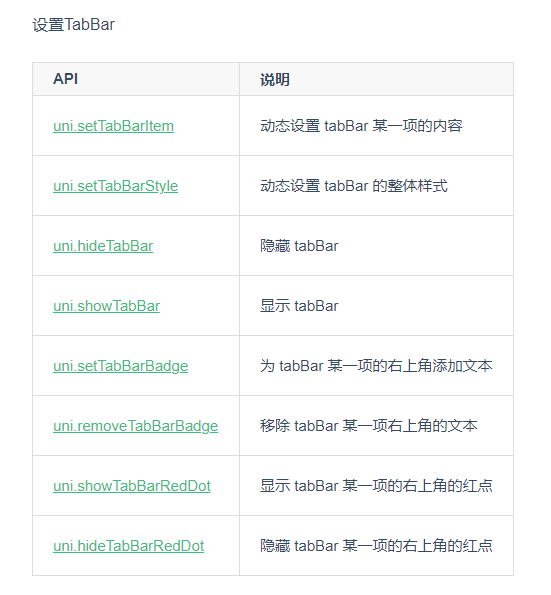 设置TabBar
API 说明
uni.setTabBarItem 动态设置 tabBar 某一项的内容
uni.setTabBarStyle 动态设置 tabBar 的整体样式
uni.hideTabBar 隐藏 tabBar
uni.showTabBar 显示 tabBar
uni.setTabBarBadge 为 tabBar 某一项的右上角添加文本
uni.removeTabBarBadge 移除 tabBar 某一项右上角的文本
uni.showTabBarRedDot 显示 tabBar 某一项的右上角的红点
uni.hideTabBarRedDot 隐藏 tabBar 某一项的右上角的红点